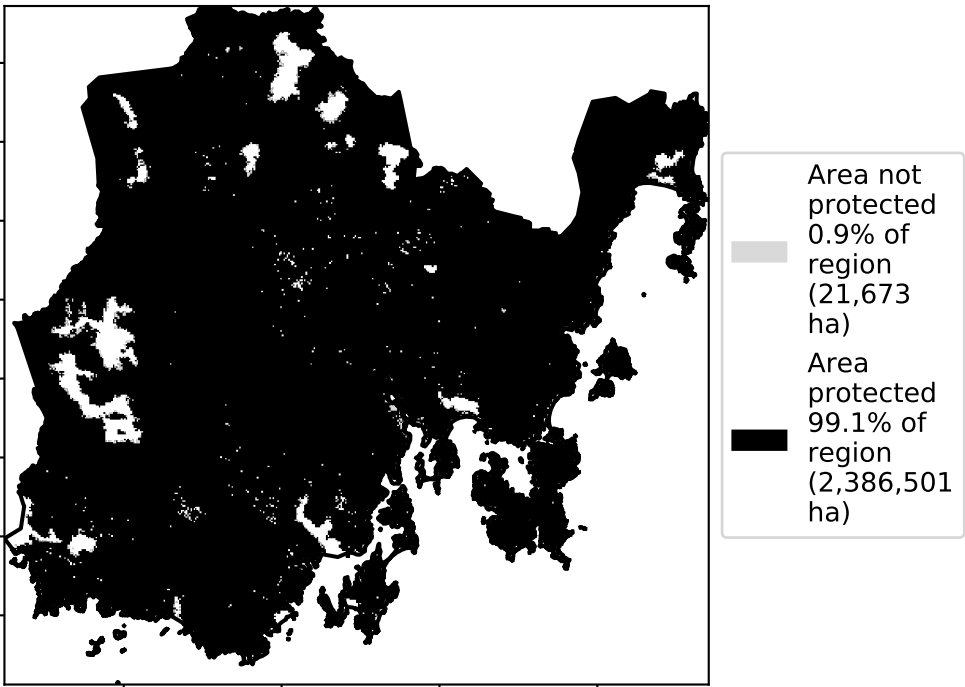 Area not
protected
0.9% of
region
(21,673
ha)
Area
protected
99.1% of
region
(2,386,501
ha)